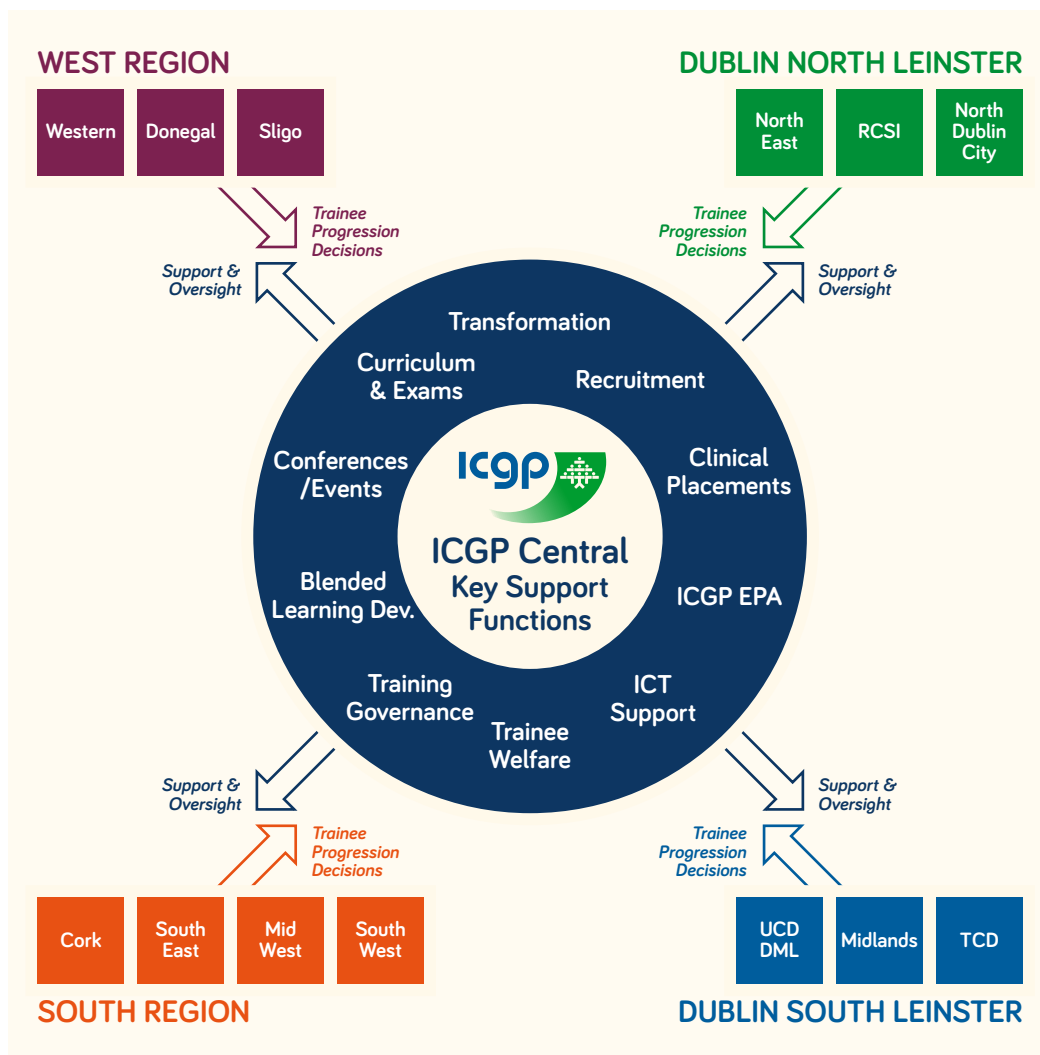 WEST REGION
Western
Donegal
Sligo
DUBLIN NORTH LEINSTER
North
East
RCSI
North
Dublin
City
Trainee
Progression
Decisions
Support &
Oversight
Trainee
Progression
Decisions
Support &
Oversight
Transformation
Curriculum
& Exams
Recruitment
Conferences
/Events
Clinical
Placements
Blended
Learning Dev.
ICGP EPA
Training
Governance
Trainee
Welfare
ICT
Support
icgp
ICGP Central
Key Support
Functions
Support &
Oversight
Trainee
Progression
Decisions
Support &
Oversight
Trainee
Progression
Decisions
Cork
South
East
Mid
West
South
West
SOUTH REGION
UCD
DML
Midlands
TCD
DUBLIN SOUTH LEINSTER